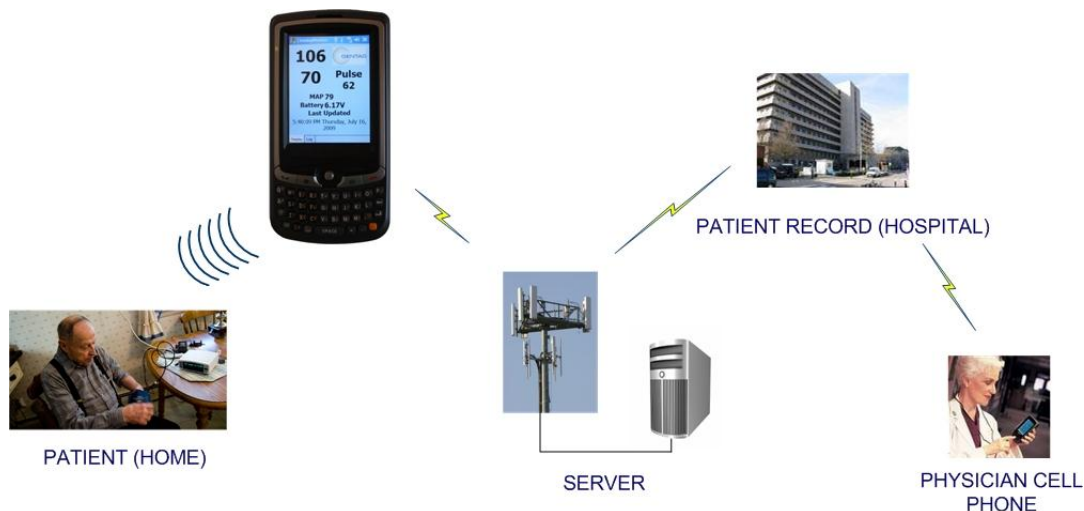 106
70
Pulse
62
MAP 79
Battery 6.17V
Last Updated
PATIENT RECORD (HOSPITAL)
PATIENT (HOME)
SERVER
PHYSICIAN CELL
PHONE